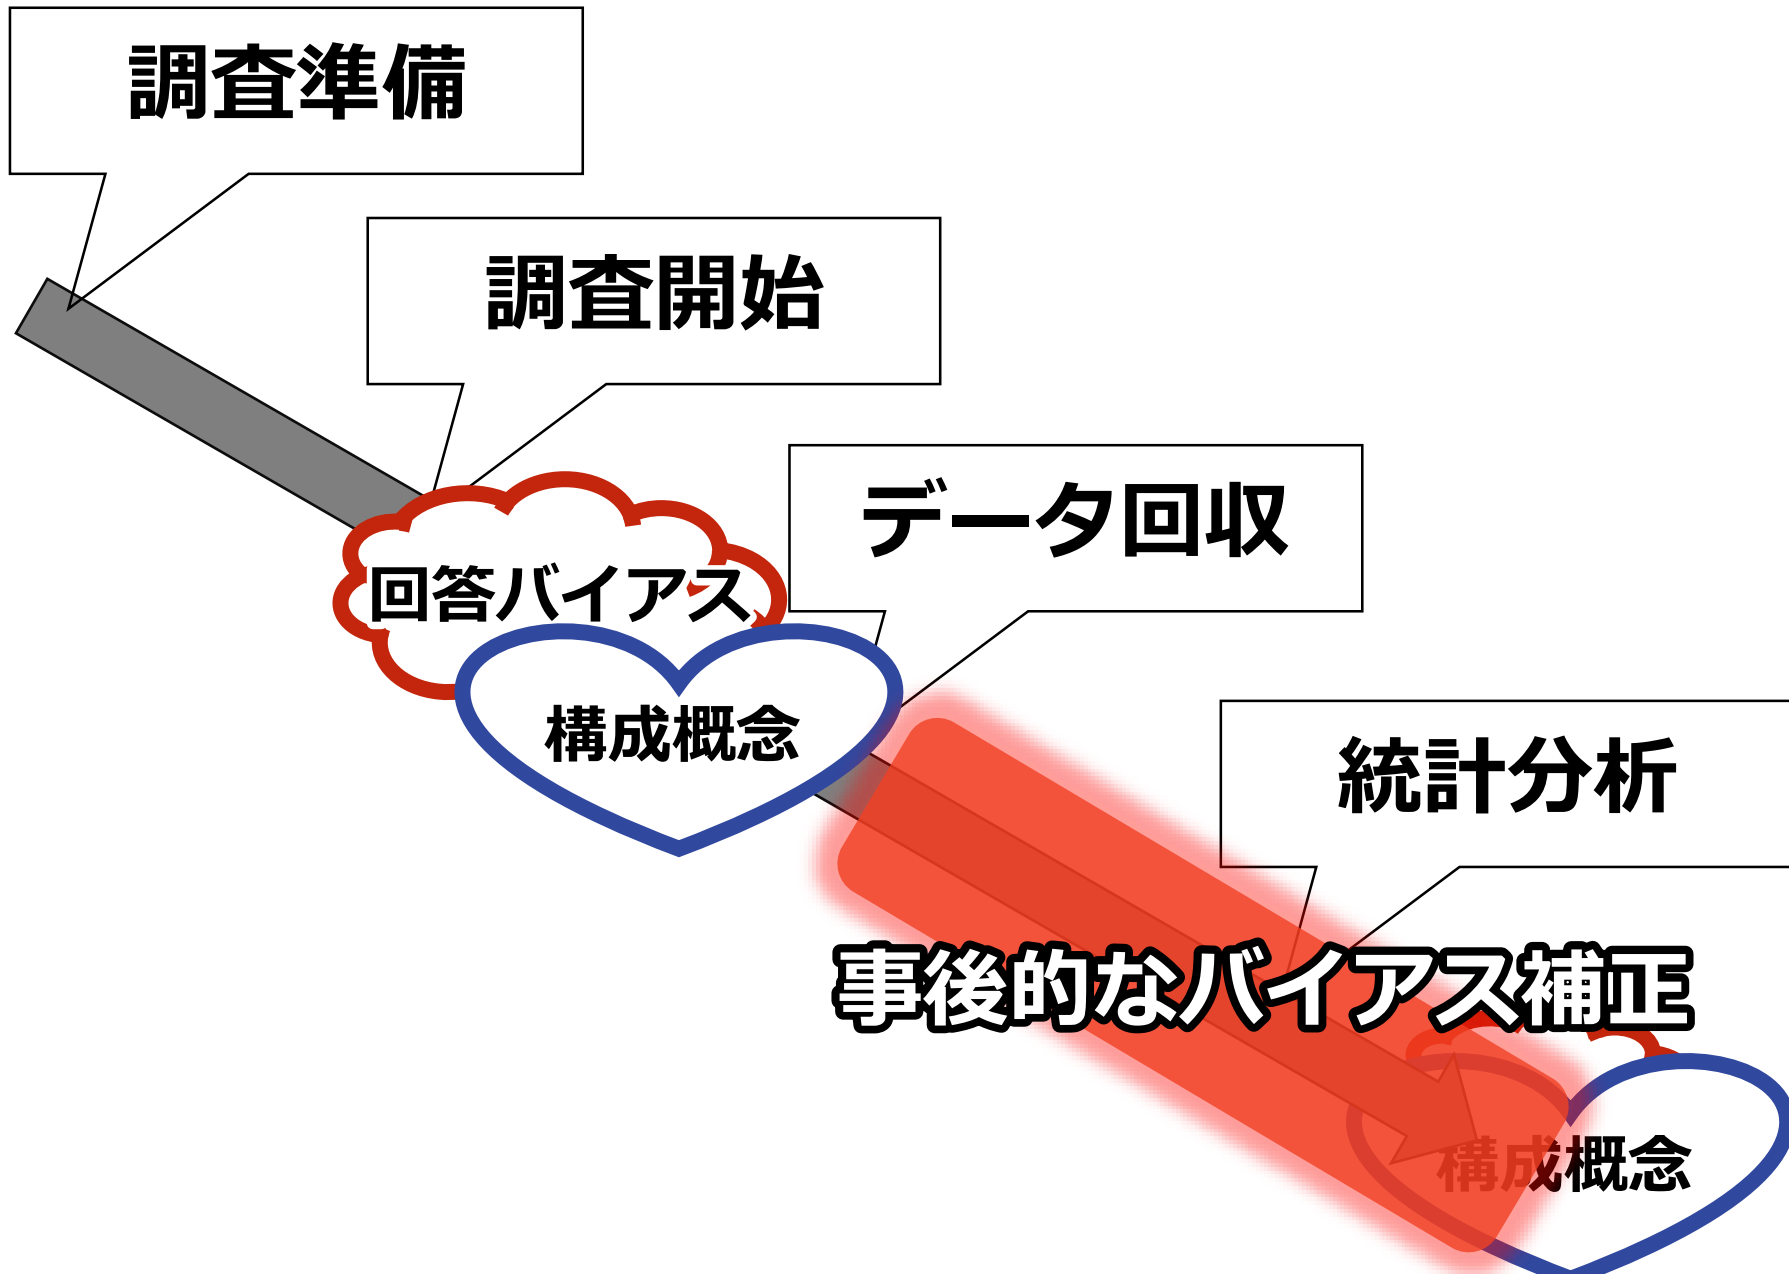 調査準備
調査開始
データ回収
回答バイアス
構成概念
統計分析
事後的なバイアス補正
構成概念